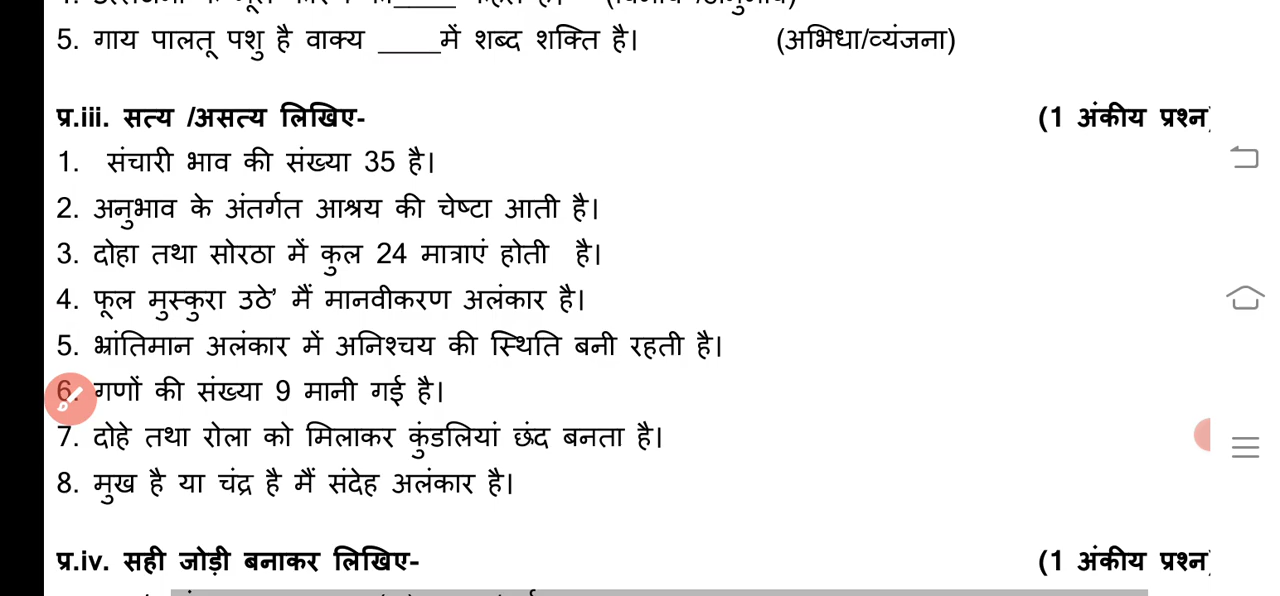 5. गाय पालतू पशु है वाक्य _____में शब्द शक्ति है। (अभिधा/व्यंजना)
प्र.iii. सत्य /असत्य लिखिए- (1 अंकीय प्रश्न)
1. संचारी भाव की संख्या 35 है।
2. अनुभाव के अंतर्गत आश्रय की चेष्टा आती है।
3. दोहा तथा सोरठा में कुल 24 मात्राएं होती है।
4. फूल मुस्कुरा उठे’ मैं मानवीकरण अलंकार है।
5. भ्रांतिमान अलंकार में अनिश्चय की स्थिति बनी रहती है।
6. गणों की संख्या 9 मानी गई है।
7. दोहे तथा रोला को मिलाकर कुंडलियां छंद बनता है।
8. मुख है या चंद्र है मैं संदेह अलंकार है।
प्र.iv. सही जोड़ी बनाकर लिखिए- (1 अंकीय प्रश्न)